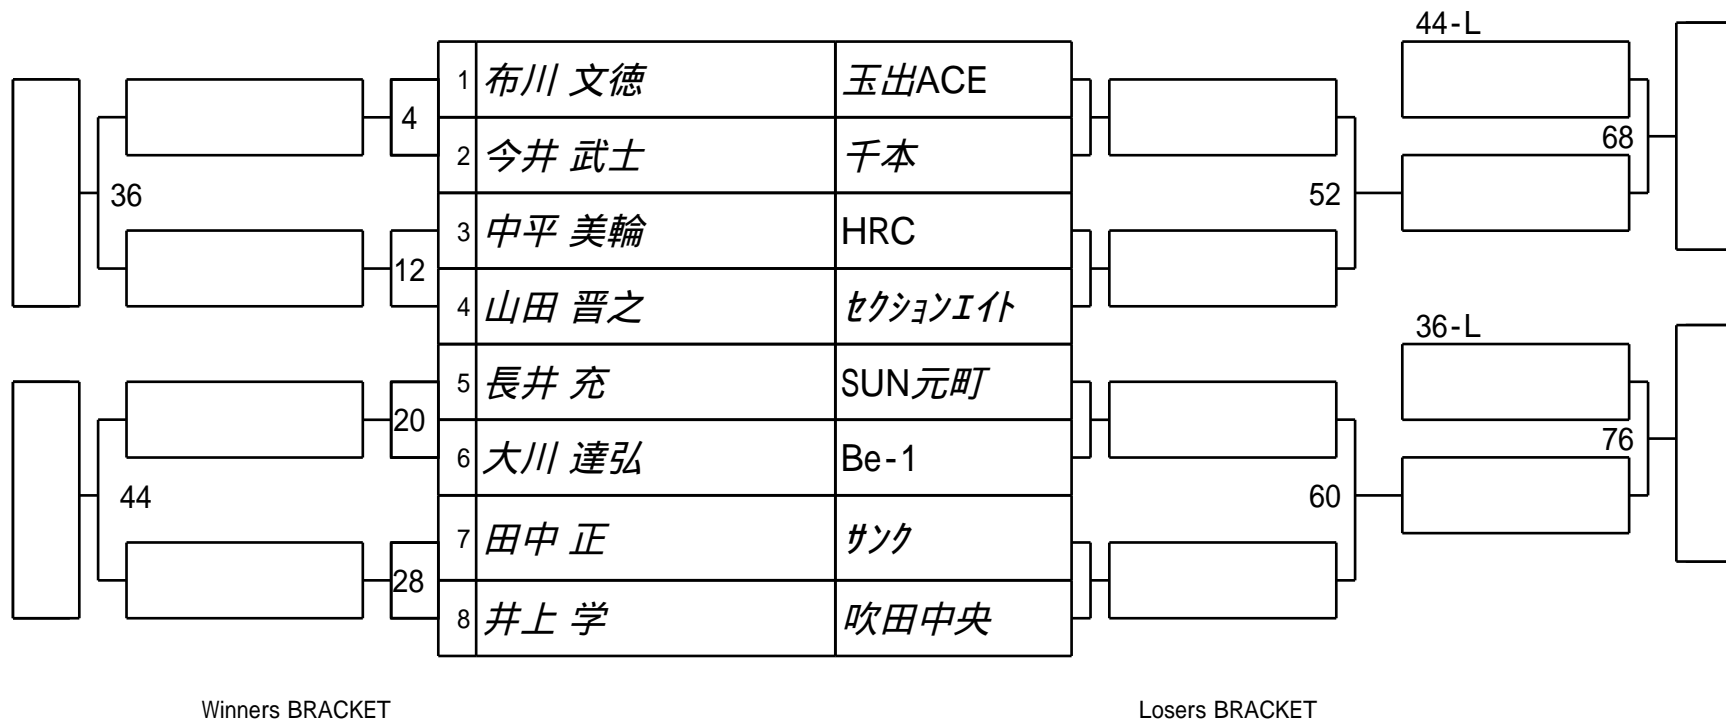 44-L
1 布川 文徳 玉出ACE
4
2 今井 武士 千本
68
36
52
3 中平 美輪 HRC
12
4 山田 晋之 ｾｸｼｮﾝｴｲﾄ
36-L
5 長井 充 SUN元町
20
6 大川 達弘 Be-1
76
44
60
7 田中 正 ｻﾝｸ
28
8 井上 学 吹田中央
Winners BRACKET
Losers BRACKET